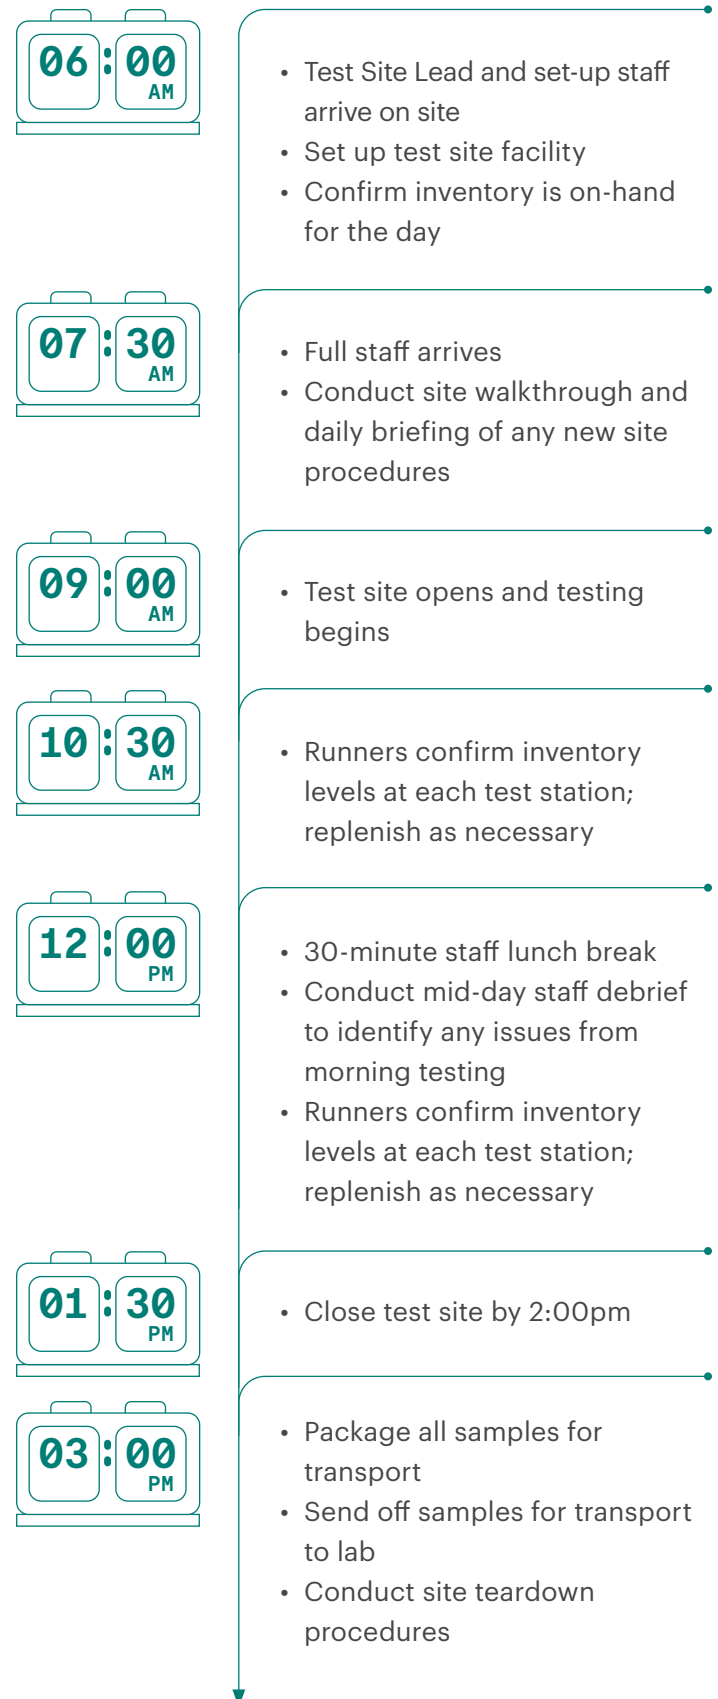 06:00 AM
• Test Site Lead and set-up staff
arrive on site
• Set up test site facility
• Confirm inventory is on-hand
for the day
07:30 AM
• Full staff arrives
• Conduct site walkthrough and
daily briefing of any new site
procedures
09:00 AM
• Test site opens and testing
begins
10:30 AM
• Runners confirm inventory
levels at each test station;
replenish as necessary
12:00 PM
• 30-minute staff lunch break
• Conduct mid-day staff debrief
to identify any issues from
morning testing
• Runners confirm inventory
levels at each test station;
replenish as necessary
01:30 PM
• Close test site by 2:00pm
03:00 PM
• Package all samples for
transport
• Send off samples for transport
to lab
• Conduct site teardown
procedures